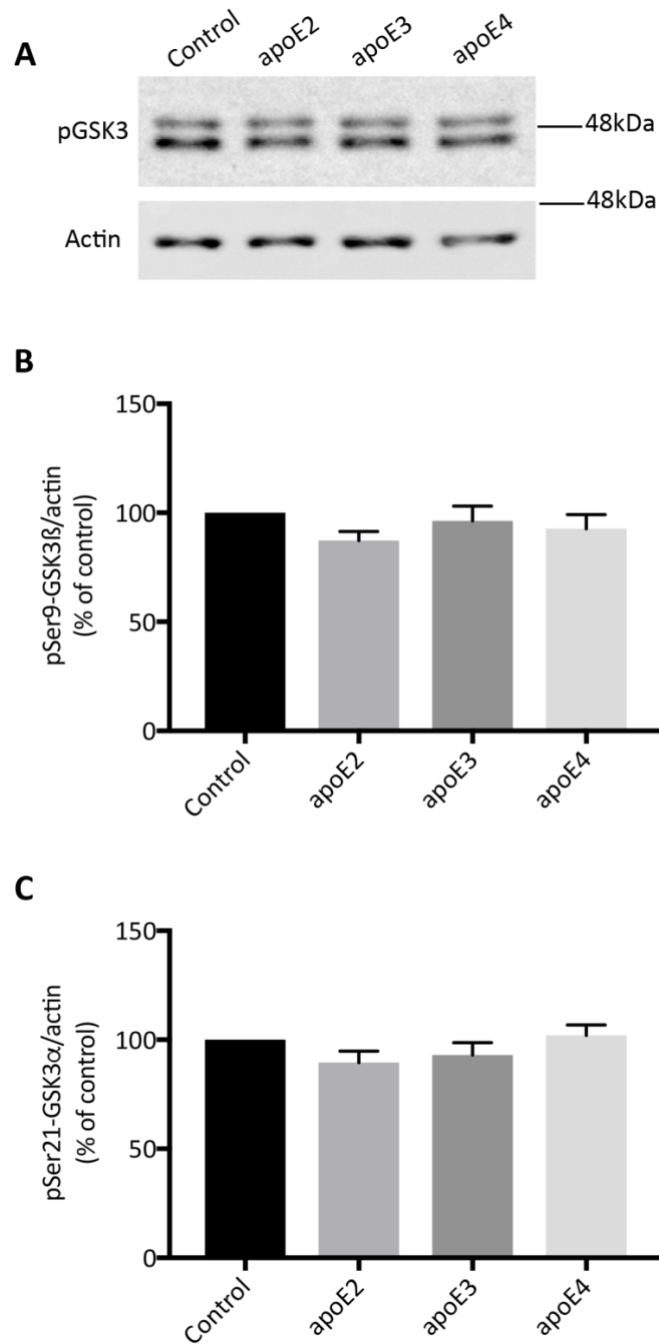 A
Control
apoE2
apoE3
apoE4
pGSK3
48kDa
48kDa
Actin
B
pSer9-GSK3ß/actin
(% of control)
150
100
50
0
Control
apoE2
apoE3
apoE4
C
pSer21-GSK3α/actin
(% of control)
150
100
50
0
Control
apoE2
apoE3
apoE4